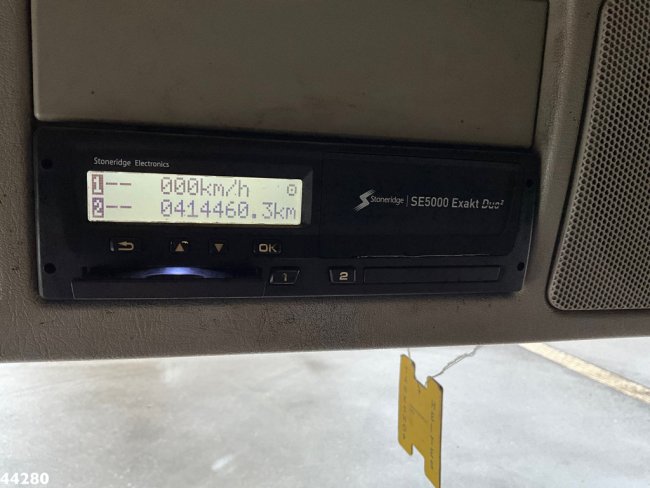 Stoneridge Electronics
1-- 000km/h
2-- 0414460.3km
Stoneridge | SE5000 Exakt Duo²
OK
1
2
44280